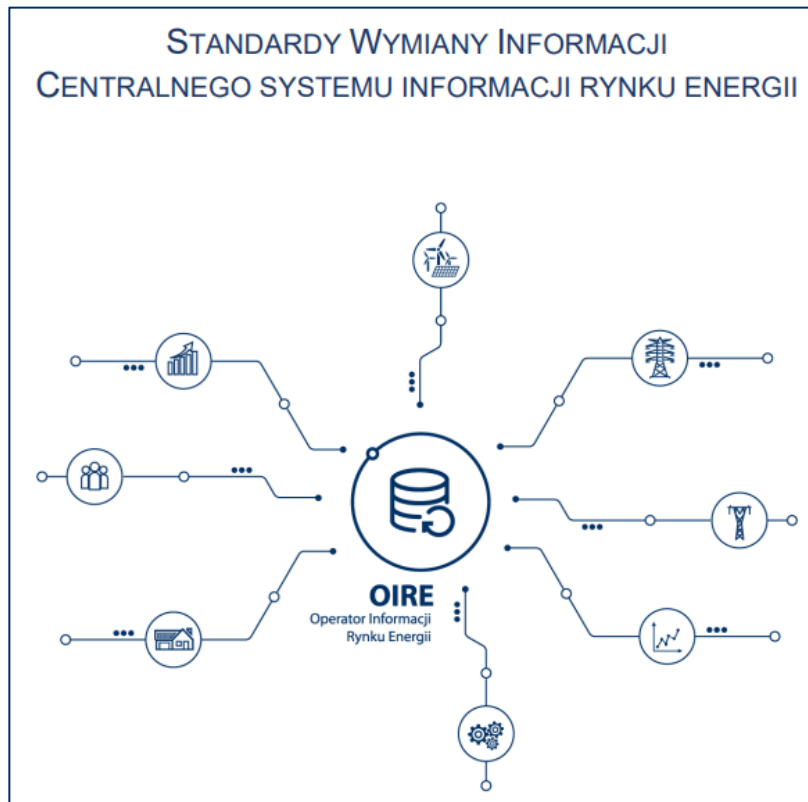 STANDARDY WYMIANY INFORMACJI
CENTRALNEGO SYSTEMU INFORMACJI RYNKU ENERGII
OIRE
Operator Informacji
Rynku Energii